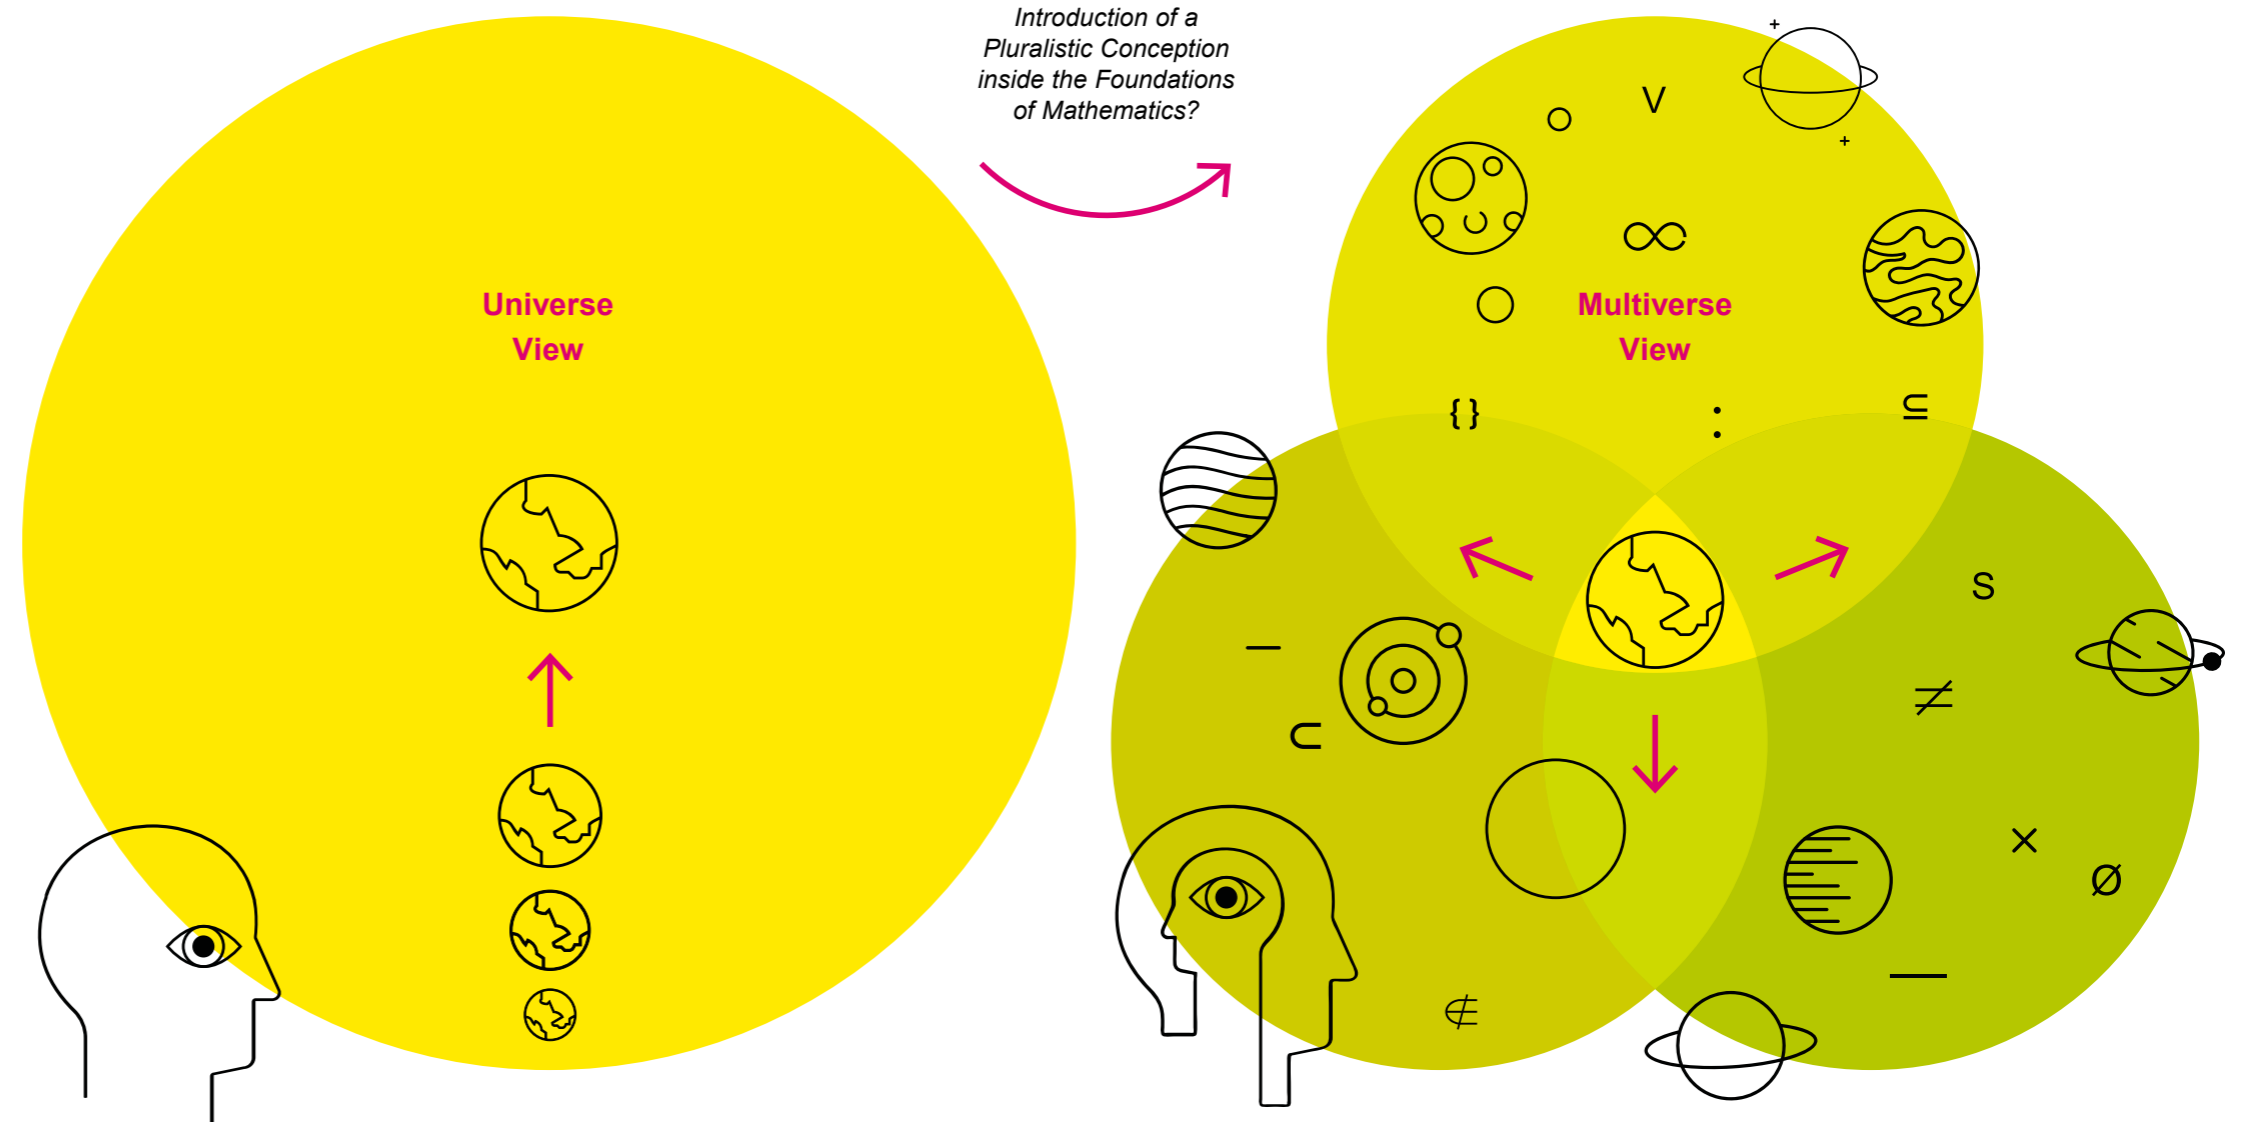 Introduction of a
Pluralistic Conception
inside the Foundations
of Mathematics?
Universe
View
V
∞
Multiverse
View
{ }
:
⊆
S
—
≠
⊂
×
Ø
—
∉
+
+